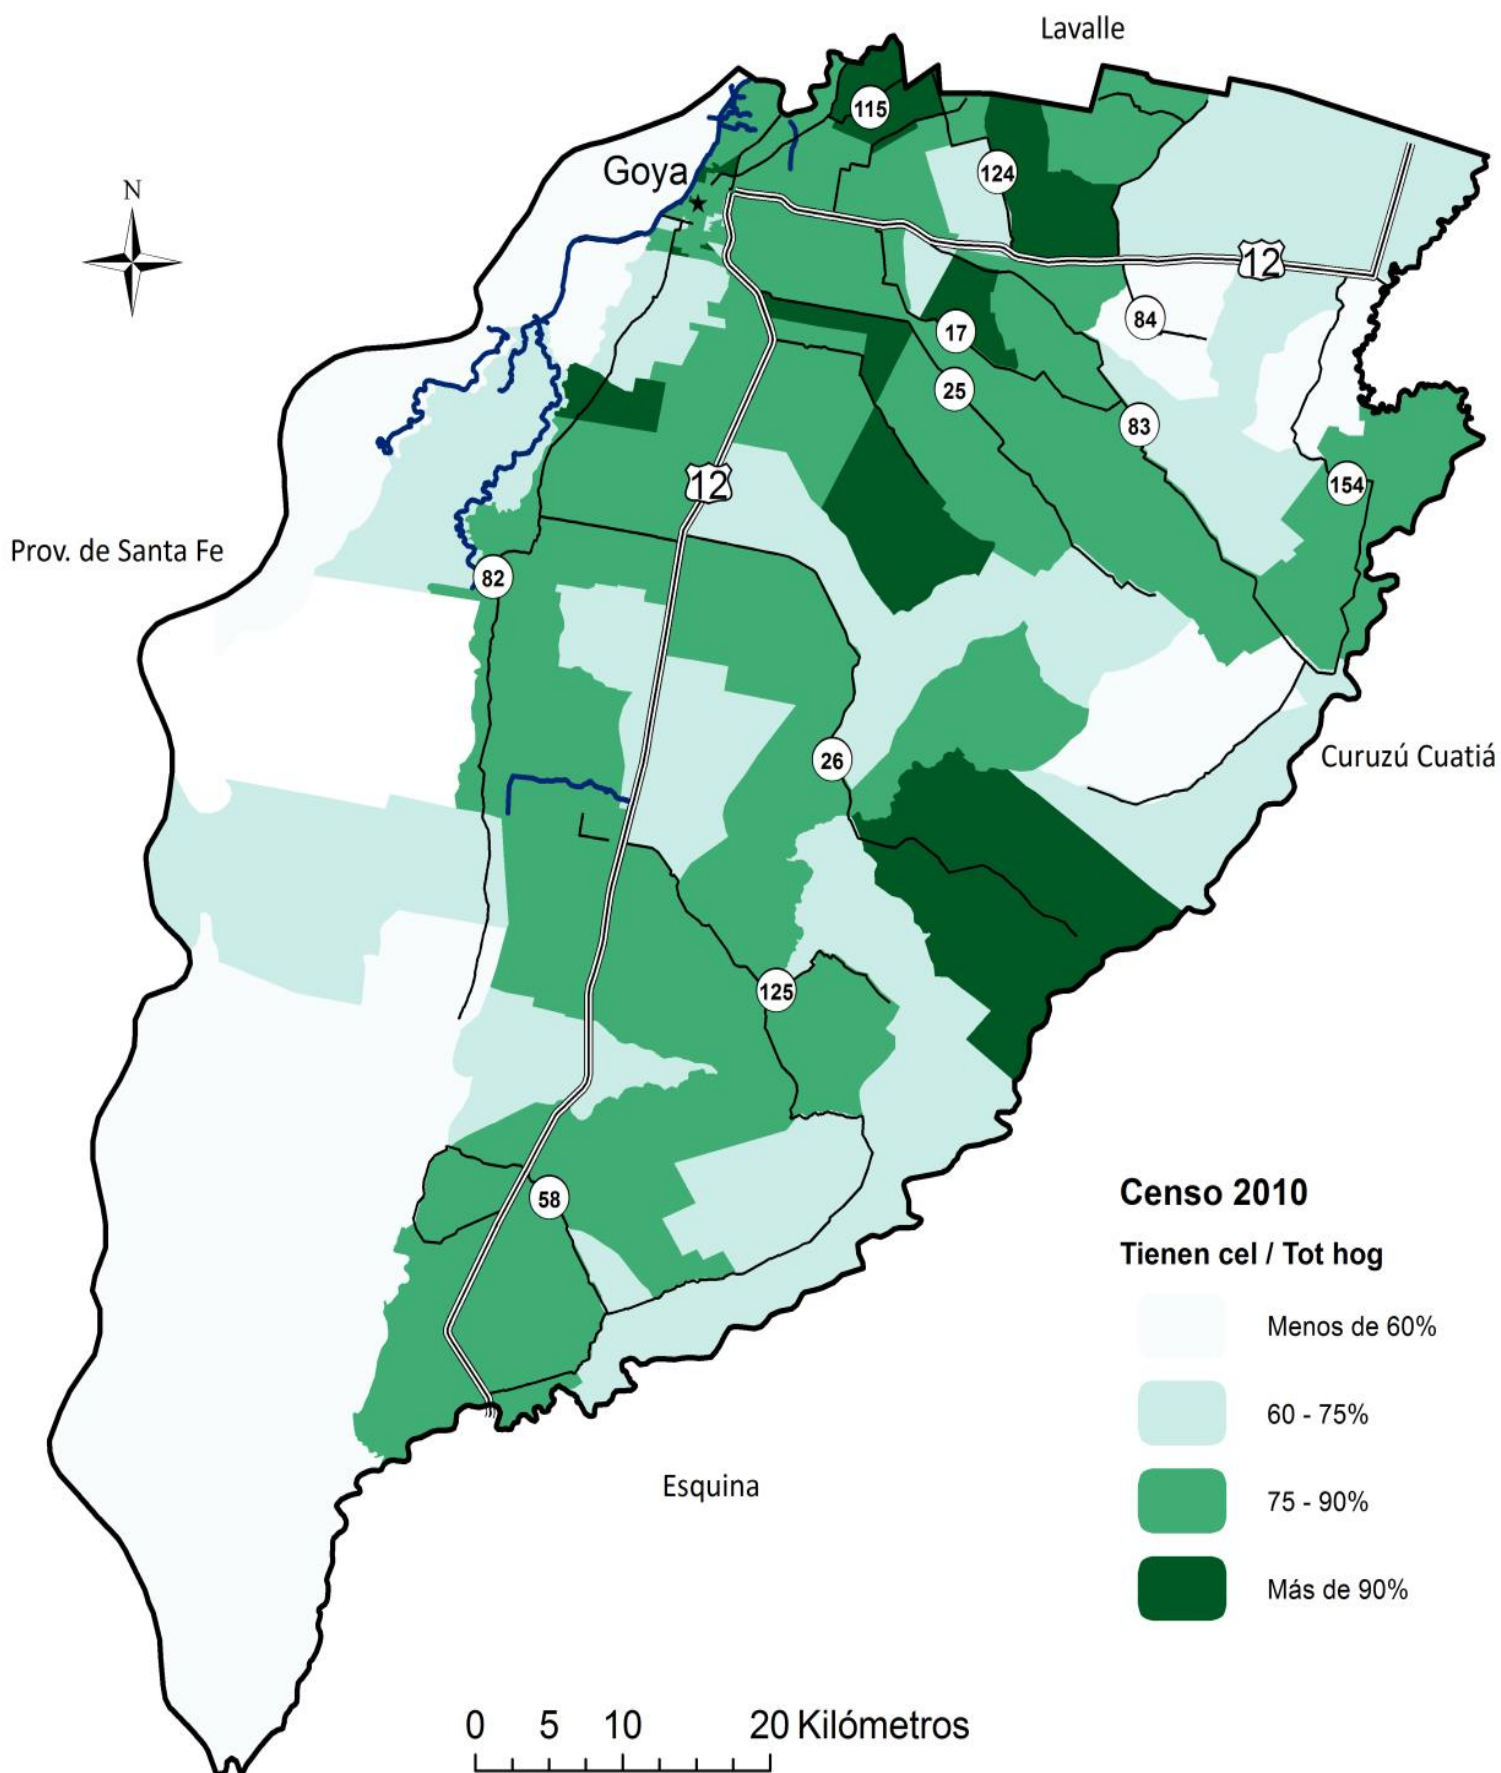 Lavalle
115
Goya
124
N
12
84
17
25
83
12
154
Prov. de Santa Fe
82
26
Curuzú Cuatiá
125
Censo 2010
58
Tienen cel / Tot hog
Menos de 60%
60 - 75%
Esquina
75 - 90%
Más de 90%
0 5 10 20 Kilómetros